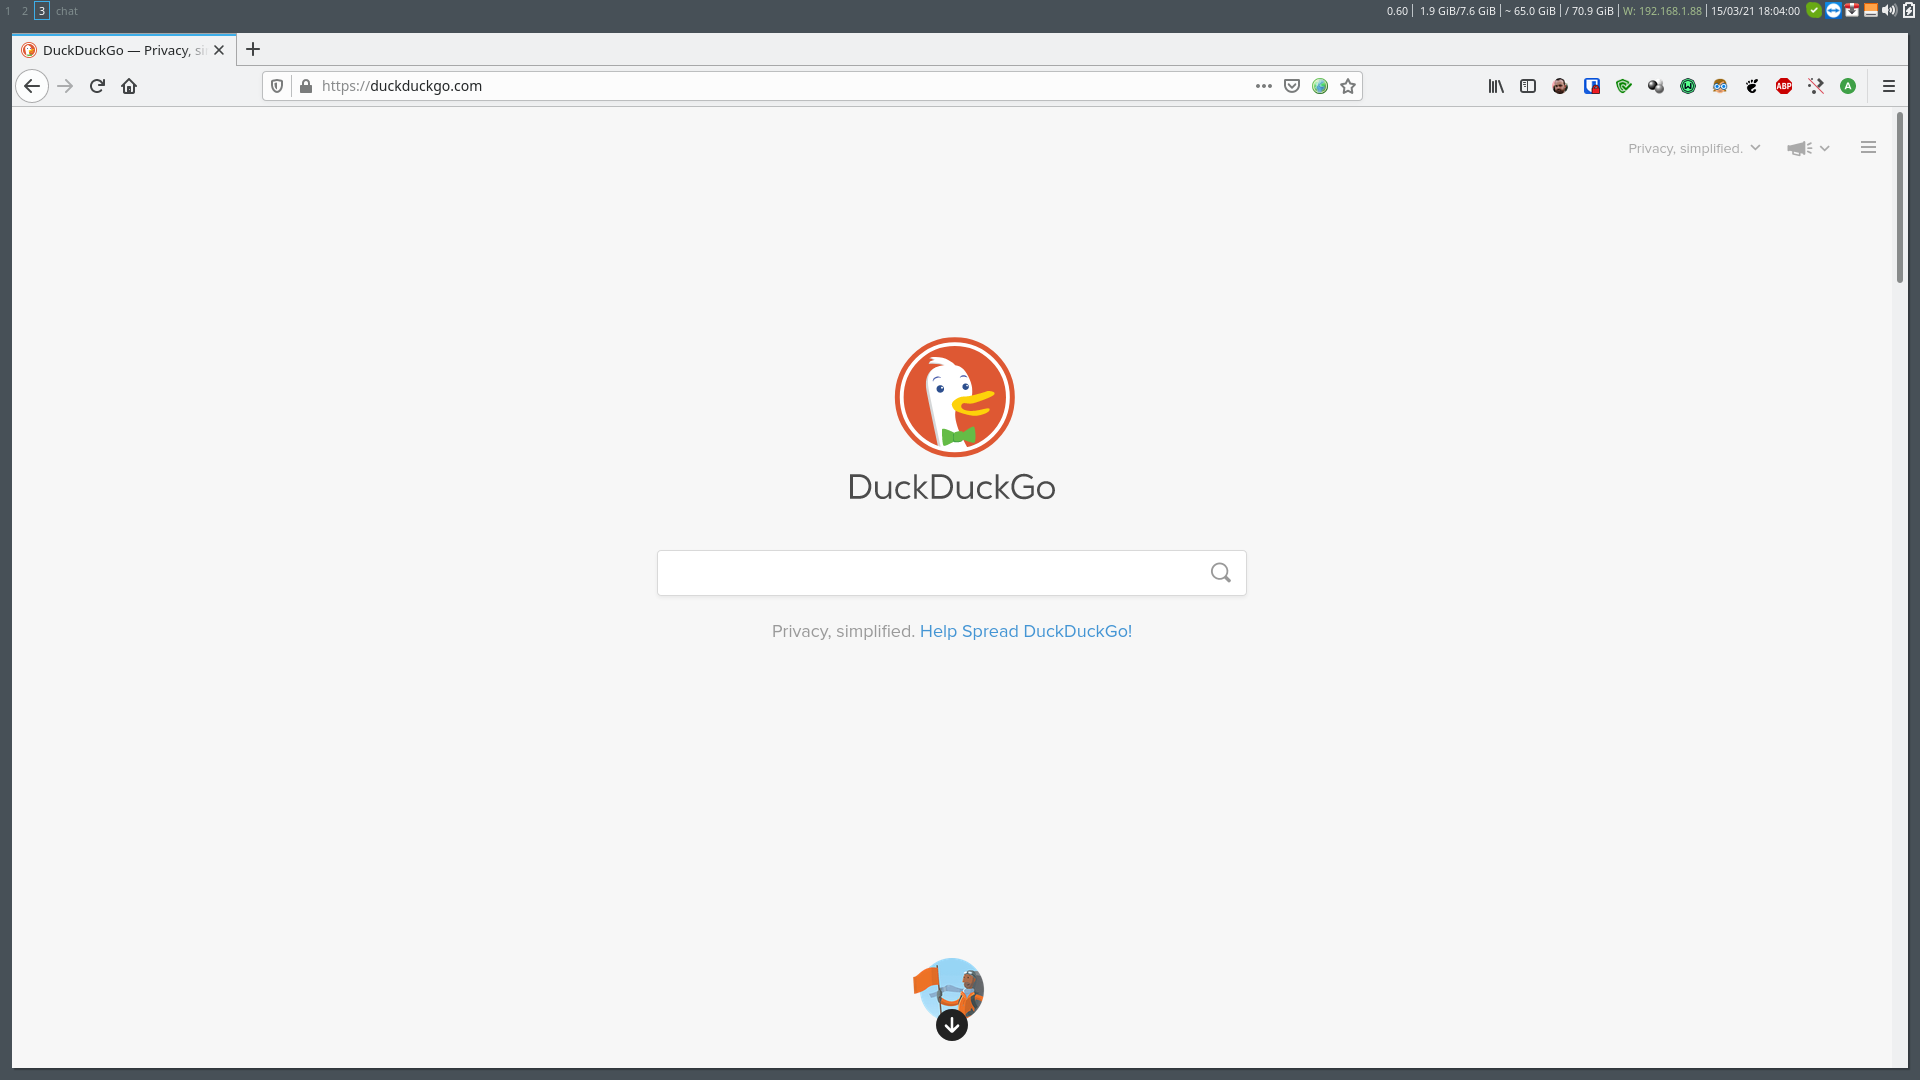 1 2 3 chat
0.60 | 1.9 GiB/7.6 GiB | ~ 65.0 GiB | / 70.9 GiB | W: 192.168.1.88 | 15/03/21 18:04:00
DuckDuckGo — Privacy, si
https://duckduckgo.com
ABP
A
Privacy, simplified.
DuckDuckGo
Privacy, simplified. Help Spread DuckDuckGo!